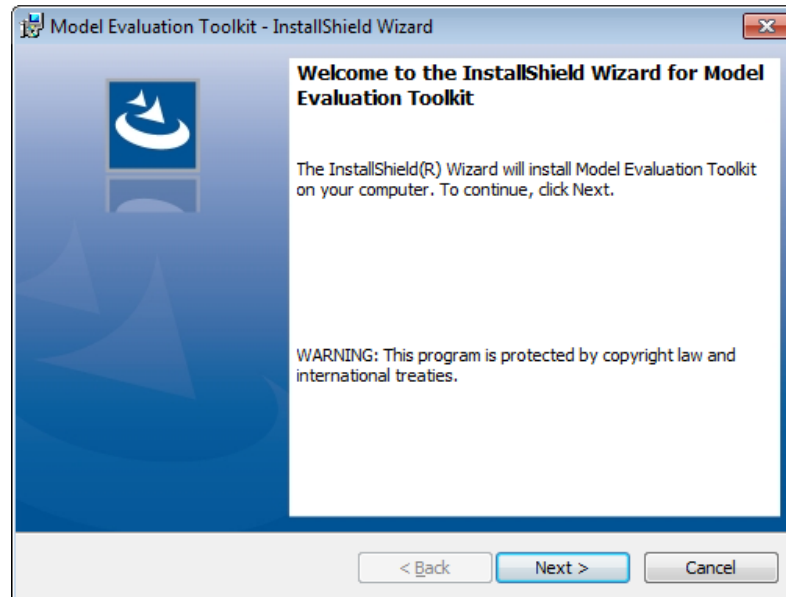 Model Evaluation Toolkit - InstallShield Wizard
Welcome to the InstallShield Wizard for Model
Evaluation Toolkit
The InstallShield(R) Wizard will install Model Evaluation Toolkit
on your computer. To continue, click Next.
WARNING: This program is protected by copyright law and
international treaties.
< Back Next > Cancel